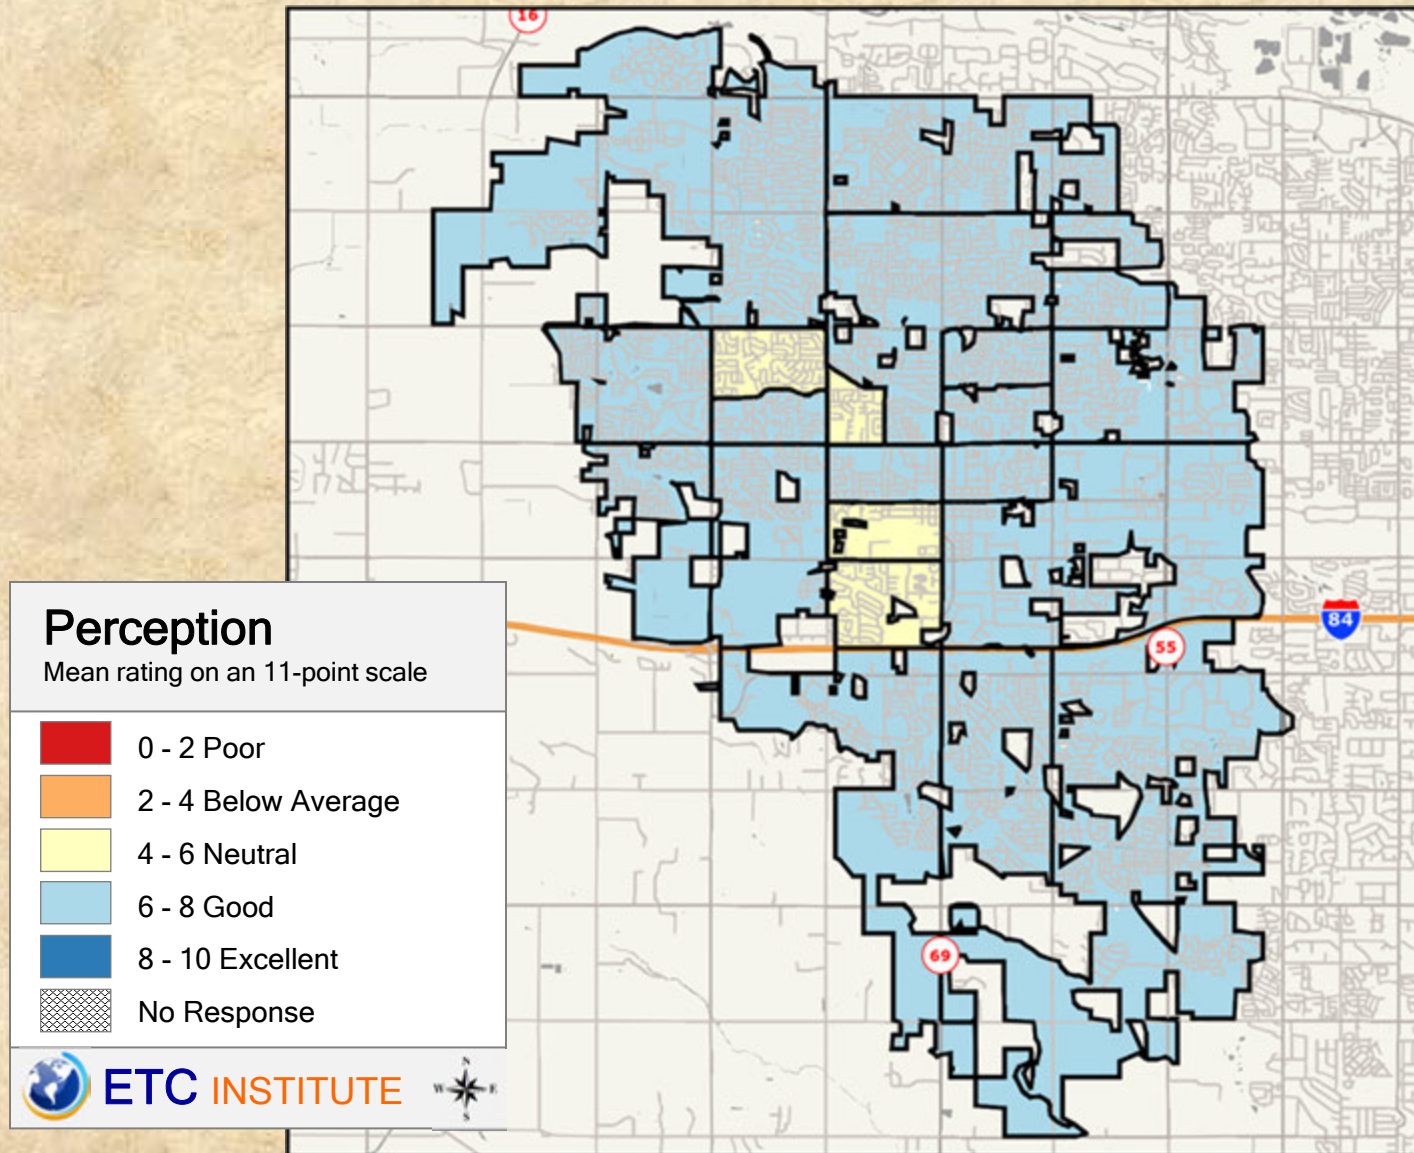 16
84
55
69
Perception
Mean rating on an 11-point scale
0 - 2 Poor
2 - 4 Below Average
4 - 6 Neutral
6 - 8 Good
8 - 10 Excellent
No Response
ETC INSTITUTE
N
W E
S